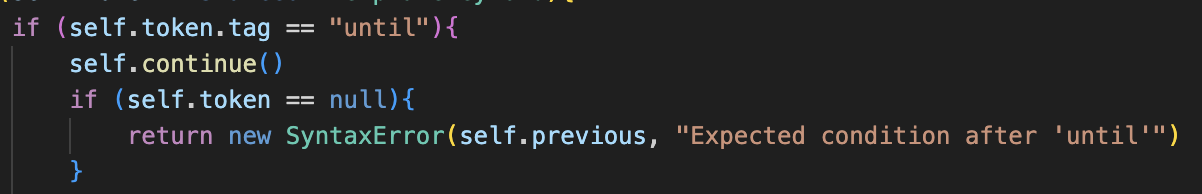 if (self.token.tag == "until"){
self.continue()
if (self.token == null){
return new SyntaxError(self.previous, "Expected condition after 'until'")
}